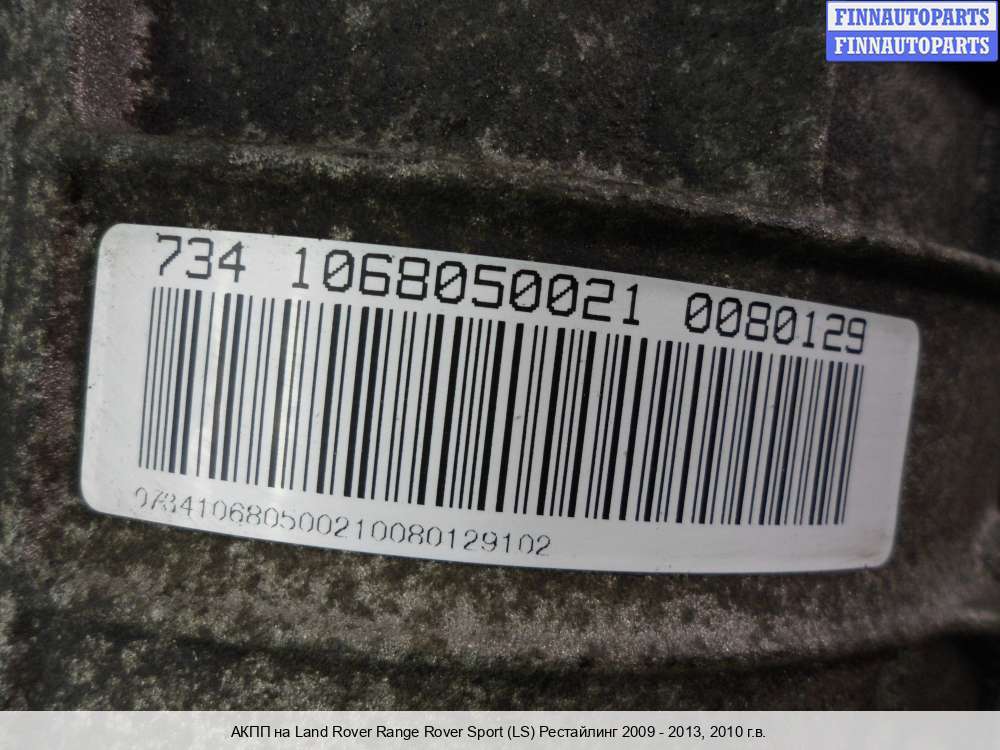 FINNAUTOPARTS
FINNAUTOPARTS
734 1068050021 0080129
073410680500210080129102
АКПП на Land Rover Range Rover Sport (LS) Рестайлинг 2009 - 2013, 2010 г.в.